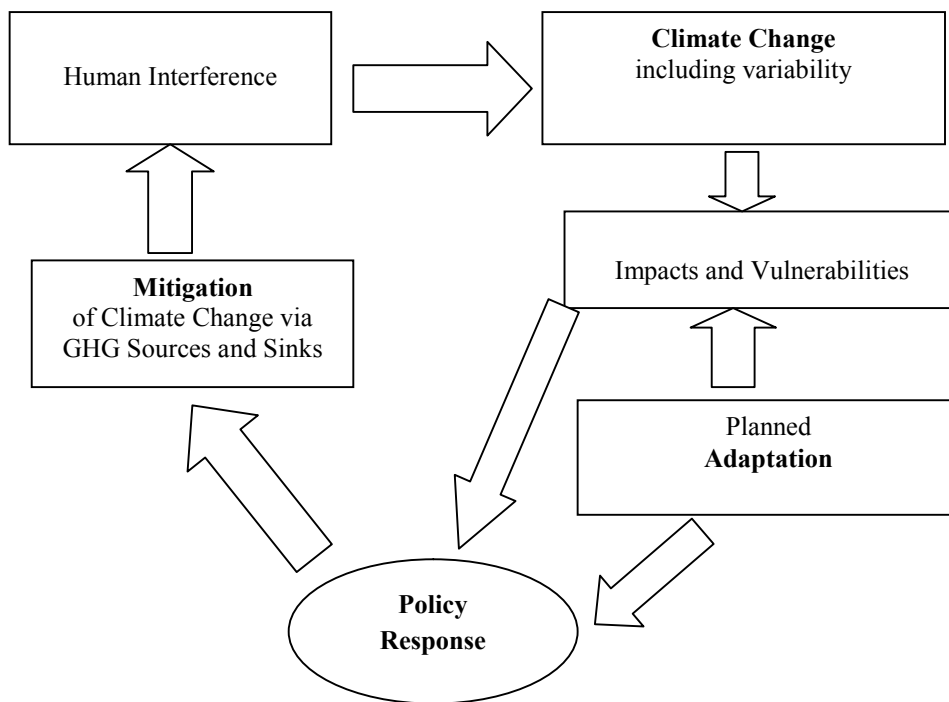 Human Interference
Climate Change
including variability
Impacts and Vulnerabilities
Mitigation
of Climate Change via
GHG Sources and Sinks
Planned
Adaptation
Policy
Response